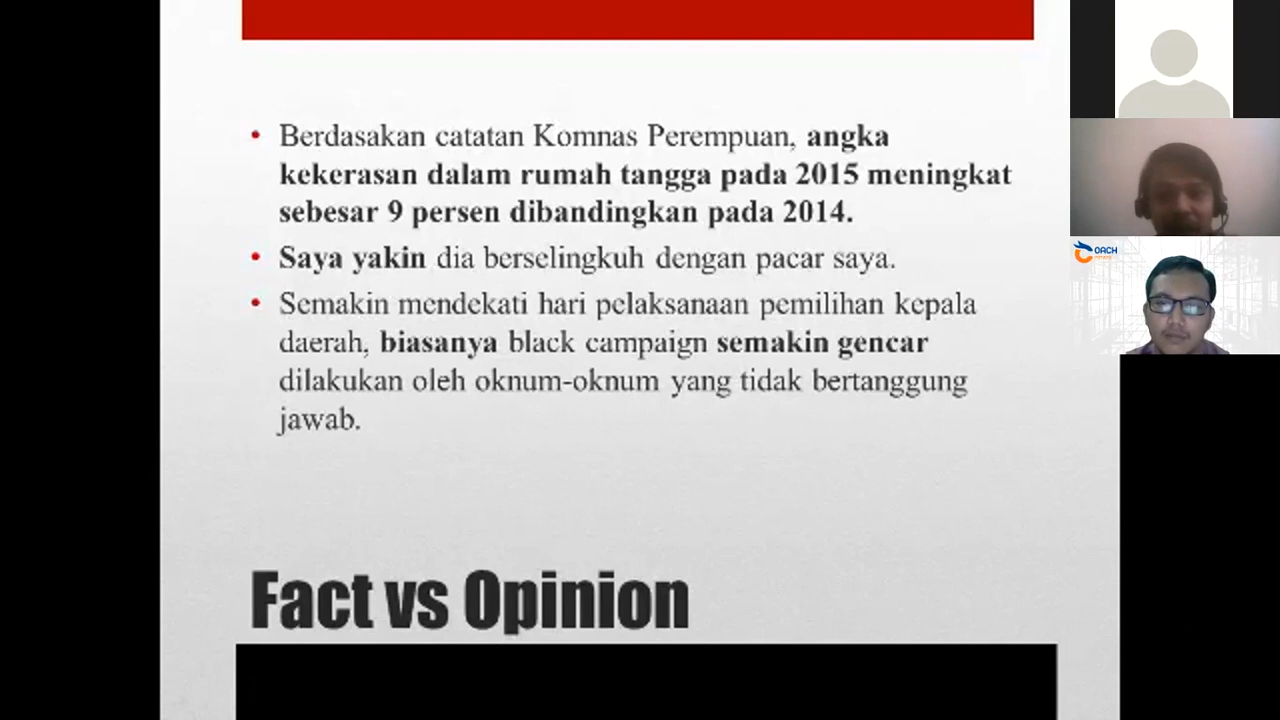 Berdasakan catatan Komnas Perempuan, angka
kekerasan dalam rumah tangga pada 2015 meningkat
sebesar 9 persen dibandingkan pada 2014.
Saya yakin dia berselingkuh dengan pacar saya.
Semakin mendekati hari pelaksanaan pemilihan kepala
daerah, biasanya black campaign semakin gencar
dilakukan oleh oknum-oknum yang tidak bertanggung
jawab.
Fact vs Opinion
OACH